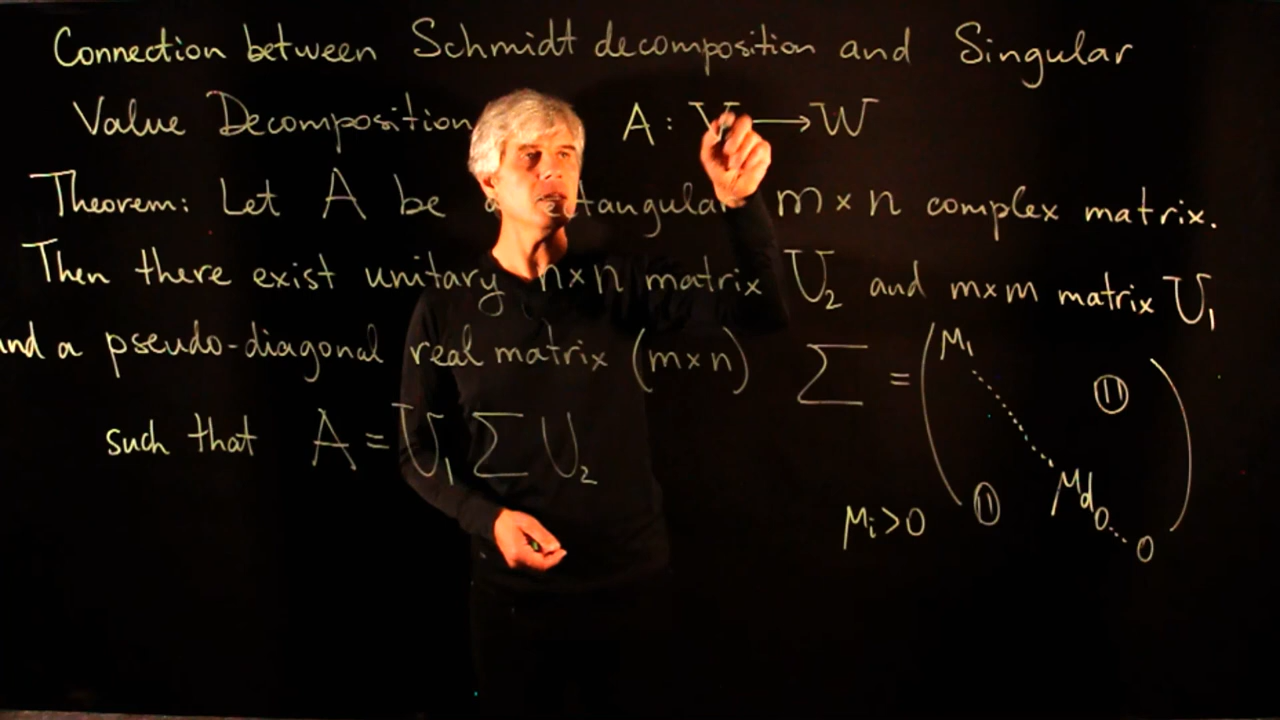 Connection between Schmidt decomposition and Singular
Value Decomposition A: V → W
Theorem: Let A be a rectangular m × n complex matrix.
Then there exist unitary n×n matrix U₂ and m×m matrix U₁
and a pseudo-diagonal real matrix (m×n) Σ = ( μ₁ 0
such that A = U₁ Σ U₂
μᵢ>0 0 μd 0 ... 0 )